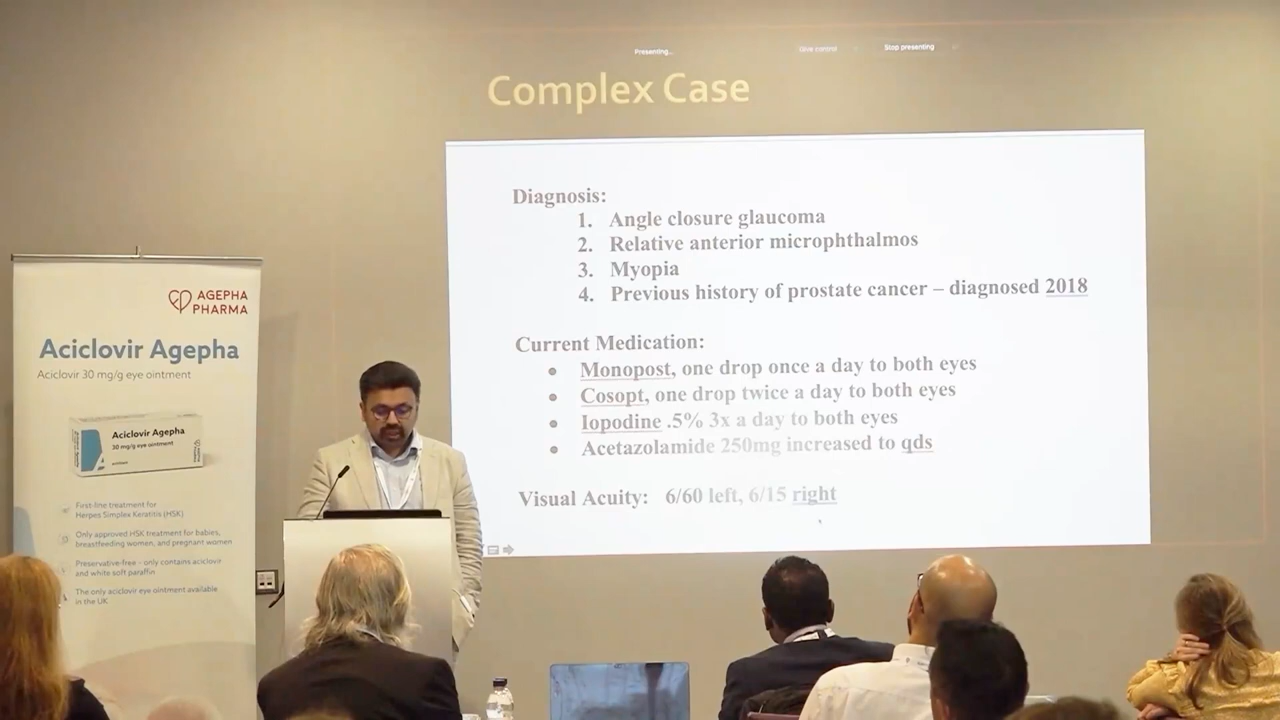 Presenting...
Give control
Stop presenting
Complex Case
Diagnosis:
1. Angle closure glaucoma
2. Relative anterior microphthalmos
3. Myopia
4. Previous history of prostate cancer – diagnosed 2018
Current Medication:
• Monopost, one drop once a day to both eyes
• Cosopt, one drop twice a day to both eyes
• Iopodine .5% 3x a day to both eyes
• Acetazolamide 250mg increased to qds
Visual Acuity: 6/60 left, 6/15 right
AGEPHA
PHARMA
Aciclovir Agepha
Aciclovir 30 mg/g eye ointment
Aciclovir Agepha
30 mg/g eye ointment
First-line treatment for
Herpes Simplex Keratitis (HSK)
Only approved HSK treatment for babies,
breastfeeding women, and pregnant women
Preservative-free – only contains aciclovir
and white soft paraffin
The only aciclovir eye ointment available
in the UK